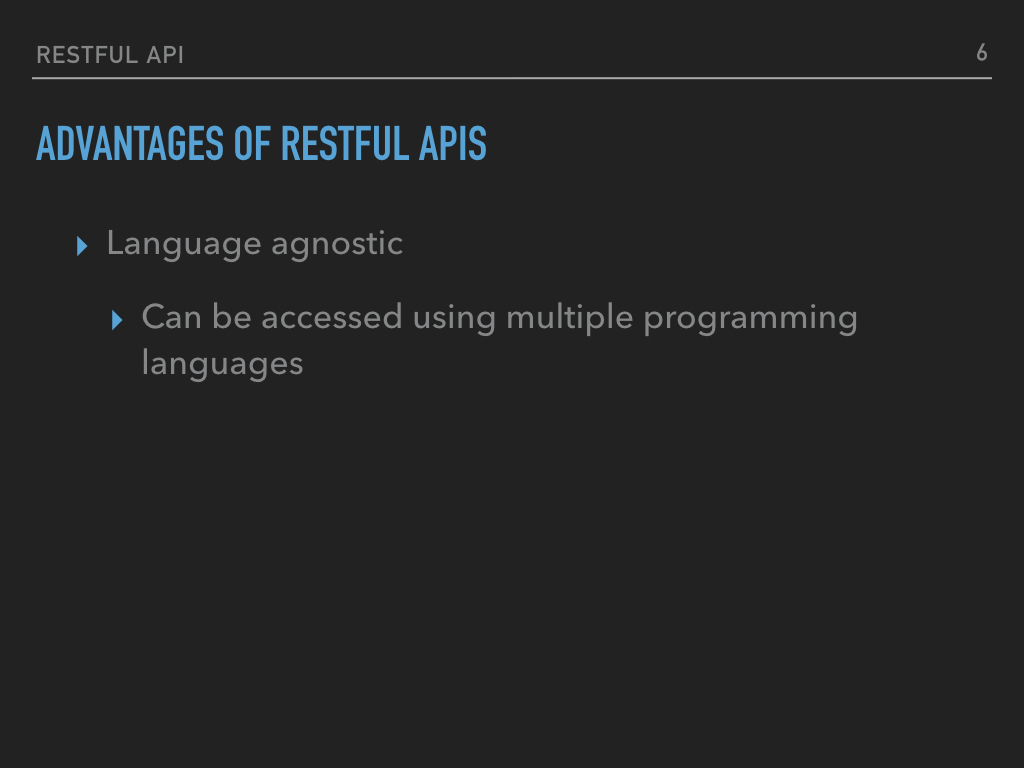 RESTFUL API
6
ADVANTAGES OF RESTFUL APIS
Language agnostic
Can be accessed using multiple programming
languages